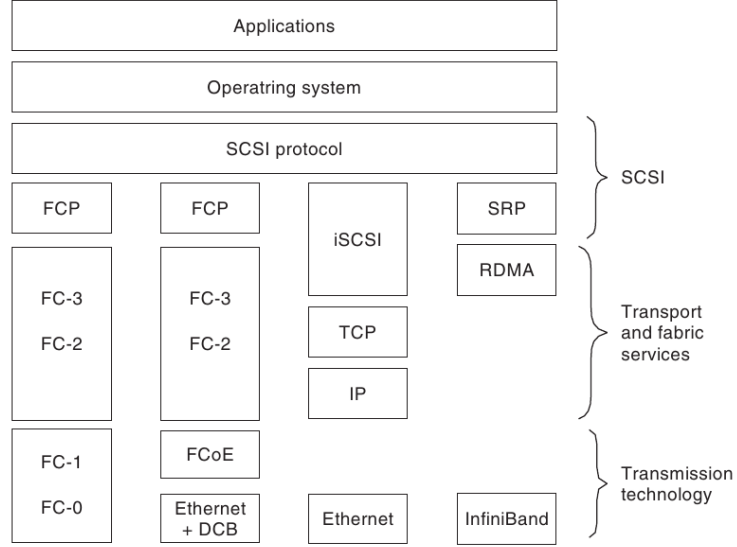 Applications
Operatring system
SCSI protocol
SCSI
FCP
FCP
iSCSI
SRP
RDMA
FC-3
FC-2
FC-3
FC-2
TCP
IP
Transport
and fabric
services
FC-1
FC-0
FCoE
Ethernet
+ DCB
Ethernet
InfiniBand
Transmission
technology